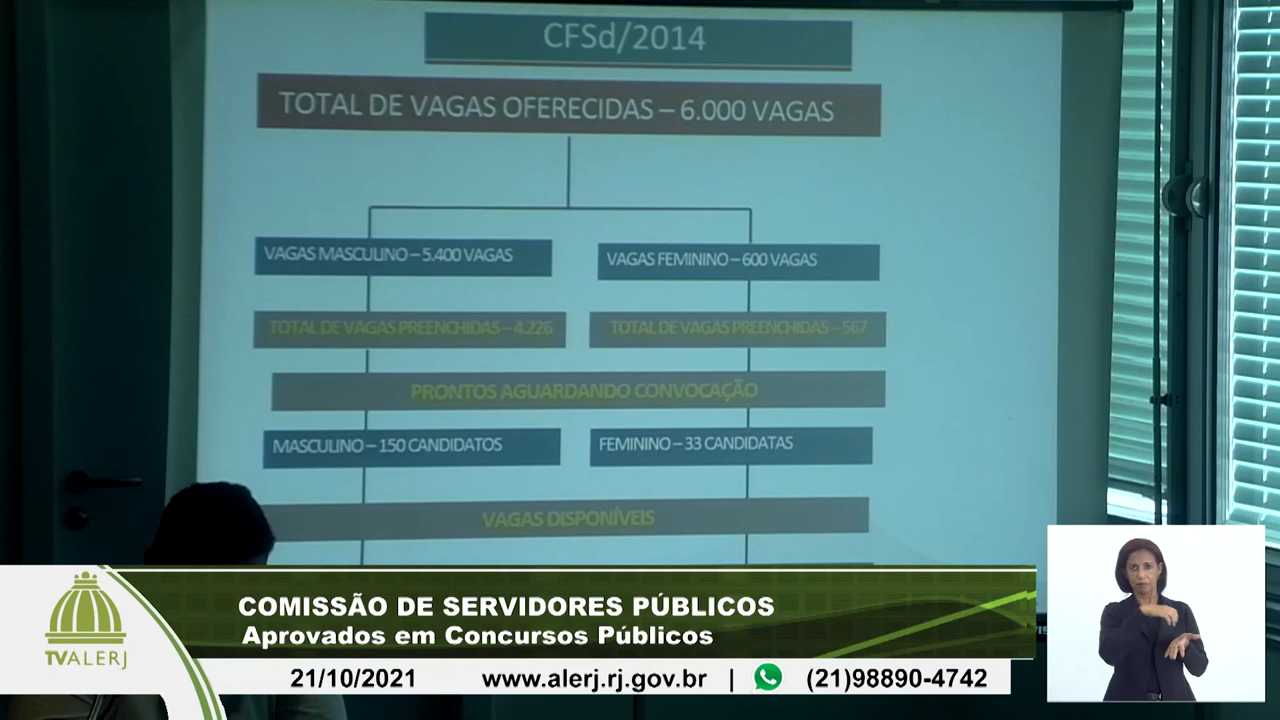 CFSd/2014
TOTAL DE VAGAS OFERECIDAS – 6.000 VAGAS
VAGAS MASCULINO – 5.400 VAGAS
VAGAS FEMININO – 600 VAGAS
TOTAL DE VAGAS PREENCHIDAS – 4.226
TOTAL DE VAGAS PREENCHIDAS – 567
PRONTOS AGUARDANDO CONVOCAÇÃO
MASCULINO – 150 CANDIDATOS
FEMININO – 33 CANDIDATAS
VAGAS DISPONÍVEIS
COMISSÃO DE SERVIDORES PÚBLICOS
Aprovados em Concursos Públicos
TVALERJ
21/10/2021 www.alerj.rj.gov.br | (21)98890-4742